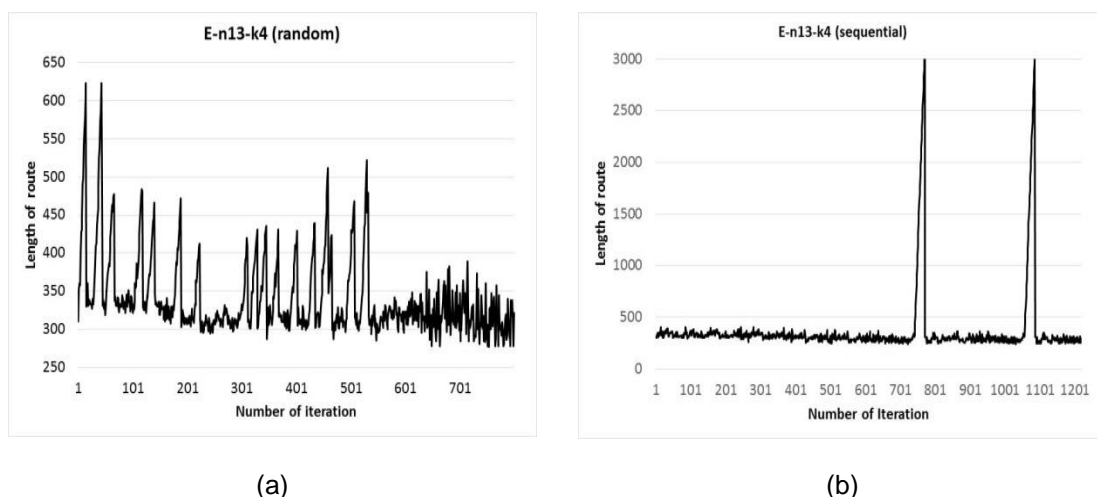 E-n13-k4 (random)
650
600
550
500
450
400
350
300
250
Length of route
1 101 201 301 401 501 601 701
Number of iteration
(a)
E-n13-k4 (sequential)
3000
2500
2000
1500
1000
500
0
Length of route
1 101 201 301 401 501 601 701 801 901 1001 1101 1201
Number of Iteration
(b)